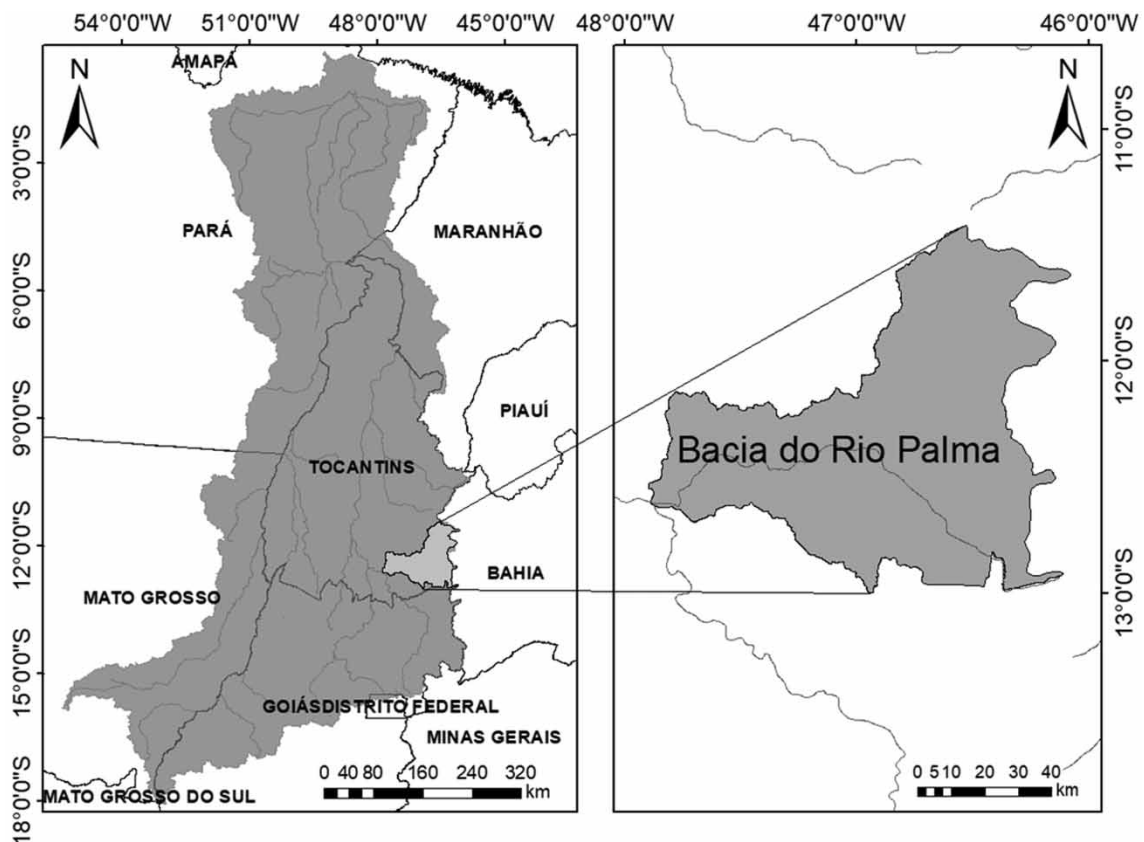 54°0'0"W 51°0'0"W 48°0'0"W 45°0'0"W
48°0'0"W 47°0'0"W 46°0'0"W
N
AMAPÁ
3°0'0"S
PARÁ
MARANHÃO
6°0'0"S
PIAUÍ
9°0'0"S
TOCANTINS
12°0'0"S
BAHIA
MATO GROSSO
15°0'0"S
GOIÁS
DISTRITO FEDERAL
MINAS GERAIS
0 40 80 160 240 320
km
MATO GROSSO DO SUL
18°0'0"S
N
11°0'0"S
12°0'0"S
Bacia do Rio Palma
13°0'0"S
0 5 10 20 30 40
km